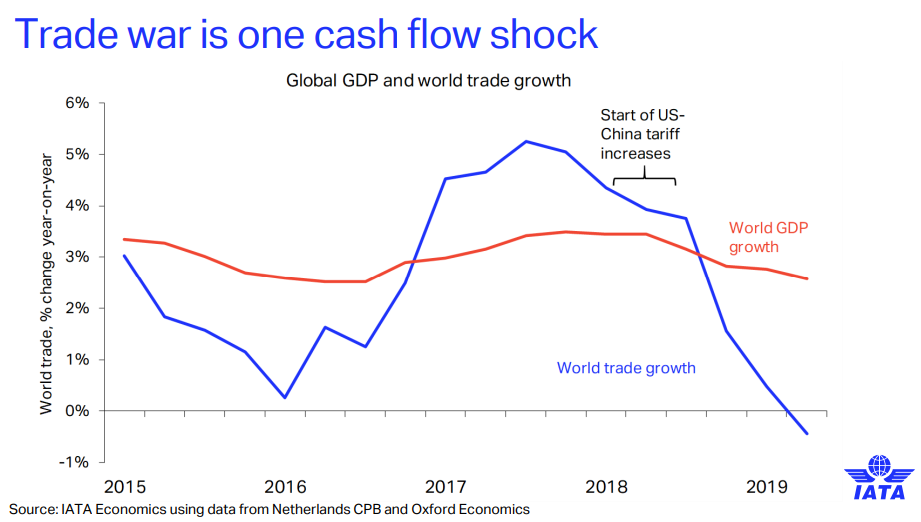 Trade war is one cash flow shock
Global GDP and world trade growth
World trade, % change year-on-year
6%
5%
4%
3%
2%
1%
0%
-1%
Start of US-
China tariff
increases
World GDP
growth
World trade growth
2015 2016 2017 2018 2019
IATA
Source: IATA Economics using data from Netherlands CPB and Oxford Economics